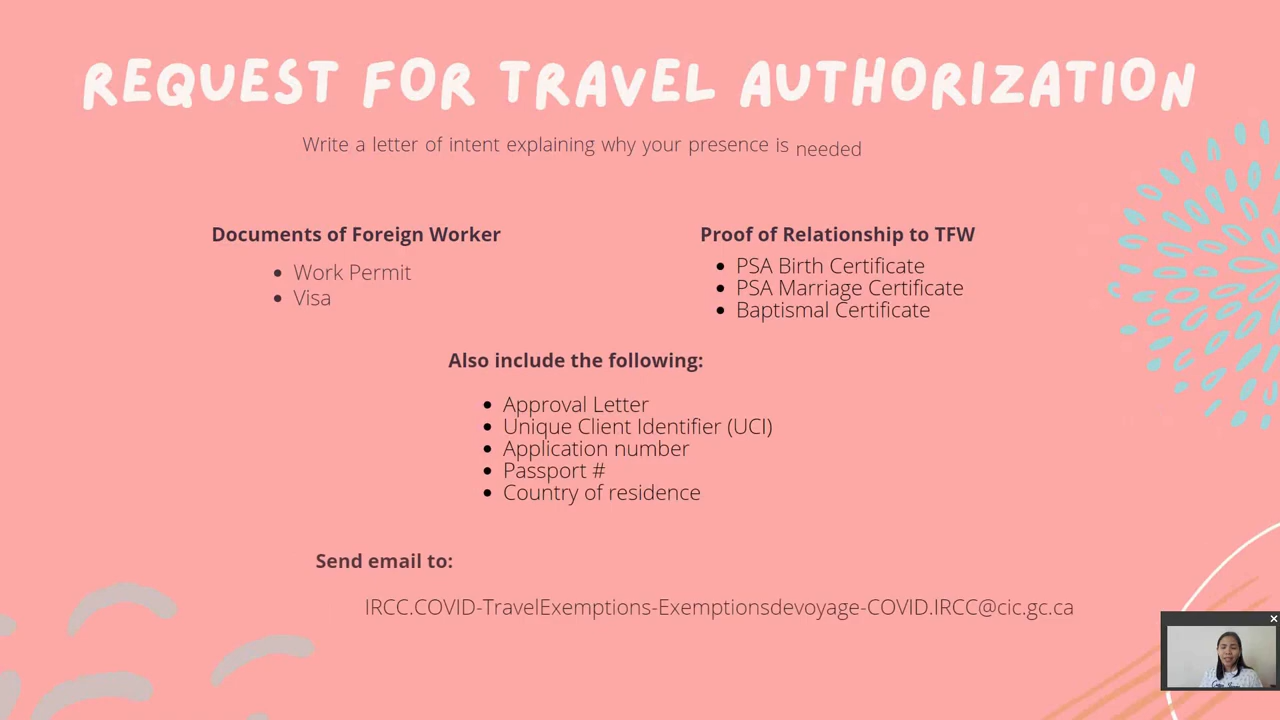 REQUEST FOR TRAVEL AUTHORIZATION
Write a letter of intent explaining why your presence is needed
Documents of Foreign Worker
• Work Permit
• Visa
Proof of Relationship to TFW
• PSA Birth Certificate
• PSA Marriage Certificate
• Baptismal Certificate
Also include the following:
• Approval Letter
• Unique Client Identifier (UCI)
• Application number
• Passport #
• Country of residence
Send email to:
IRCC.COVID-TravelExemptions-Exemptionsdevoyage-COVID.IRCC@cic.gc.ca